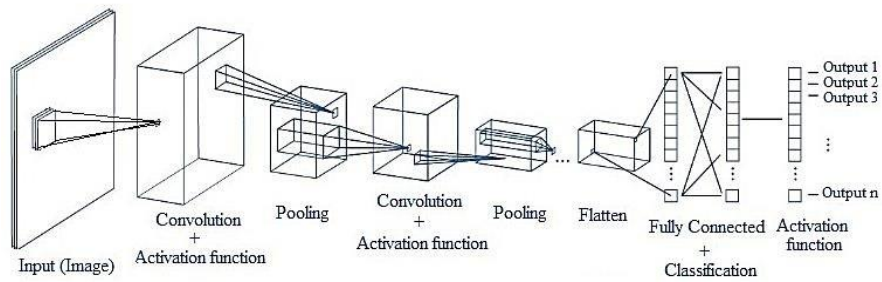 Input (Image)
Convolution
+
Activation function
Pooling
Convolution
+
Activation function
Pooling
...
Flatten
Fully Connected
+
Classification
Activation
function
Output 1
Output 2
Output 3
Output n